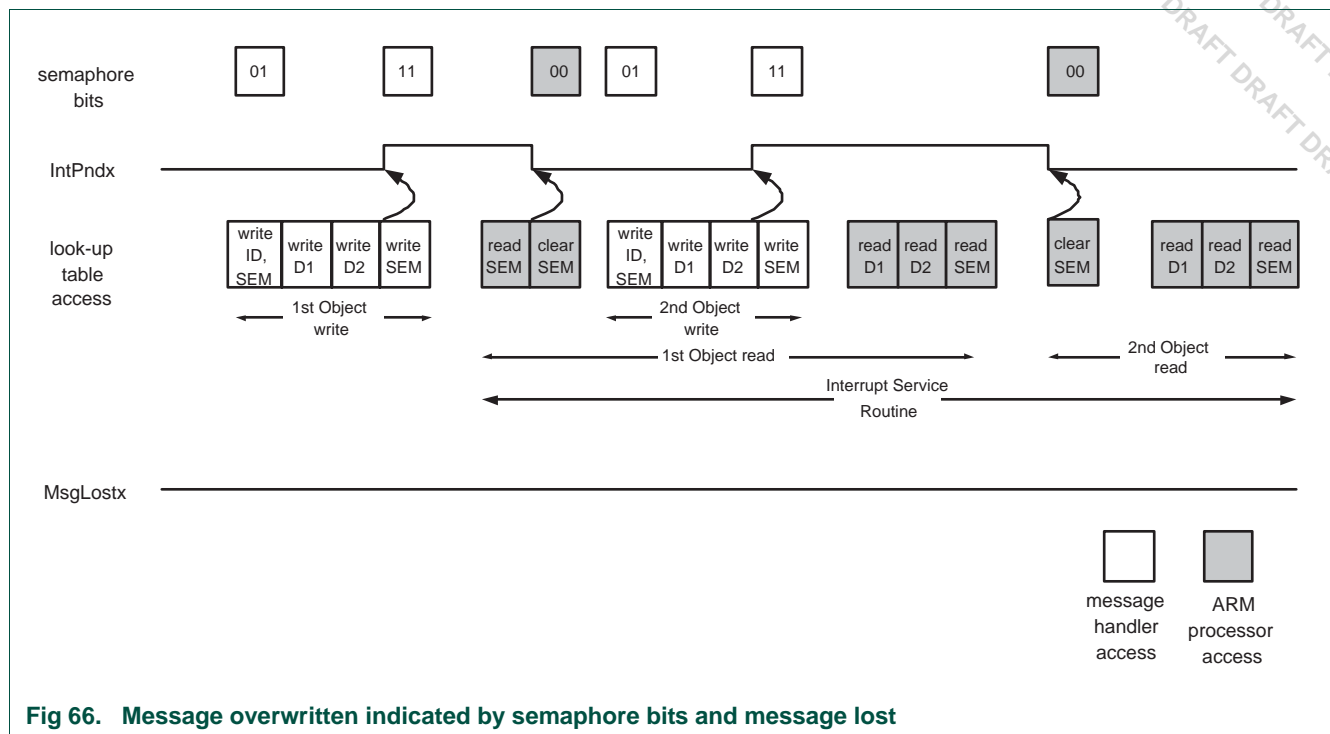 DRAFT DRAFT DRAFT DR
DRAFT DRA
semaphore
bits
01
11
00
01
11
00
IntPndx
look-up
table
access
write
ID,
SEM
write
D1
write
D2
write
SEM
read
SEM
clear
SEM
write
ID,
SEM
write
D1
write
D2
write
SEM
read
D1
read
D2
read
SEM
clear
SEM
read
D1
read
D2
read
SEM
1st Object
write
2nd Object
write
1st Object read
2nd Object
read
Interrupt Service
Routine
MsgLostx
message
handler
access
ARM
processor
access
Fig 66. Message overwritten indicated by semaphore bits and message lost